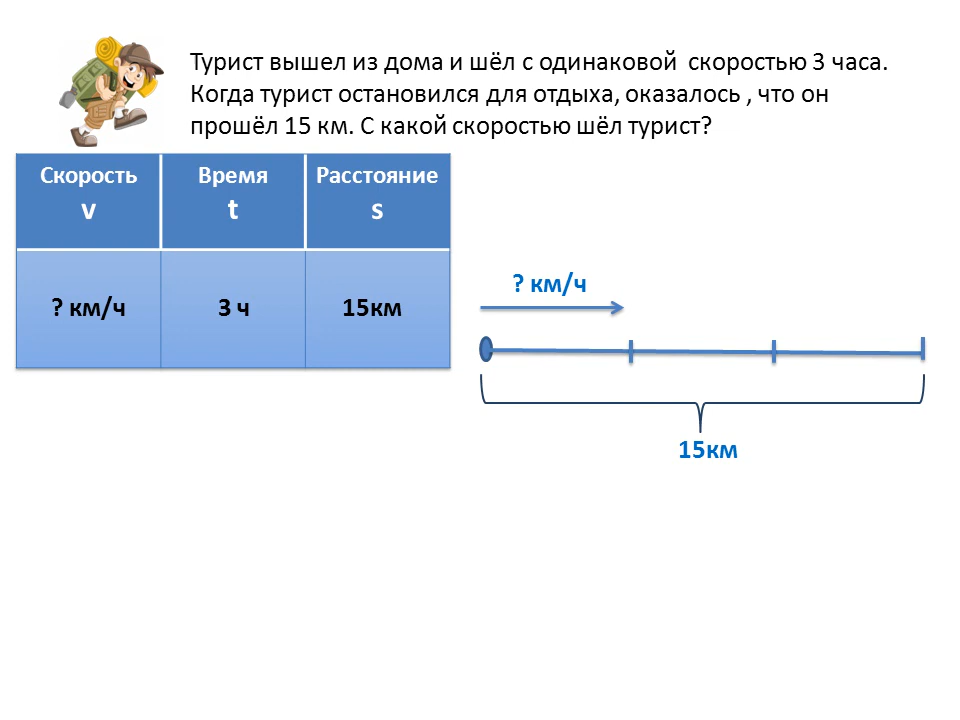 Турист вышел из дома и шёл с одинаковой  скоростью 3 часа.
Когда турист остановился для отдыха, оказалось , что он
прошёл 15 км. С какой скоростью шёл турист?
Скорость Время Расстояние
v t s
? км/ч 3 ч 15км
? км/ч
15км